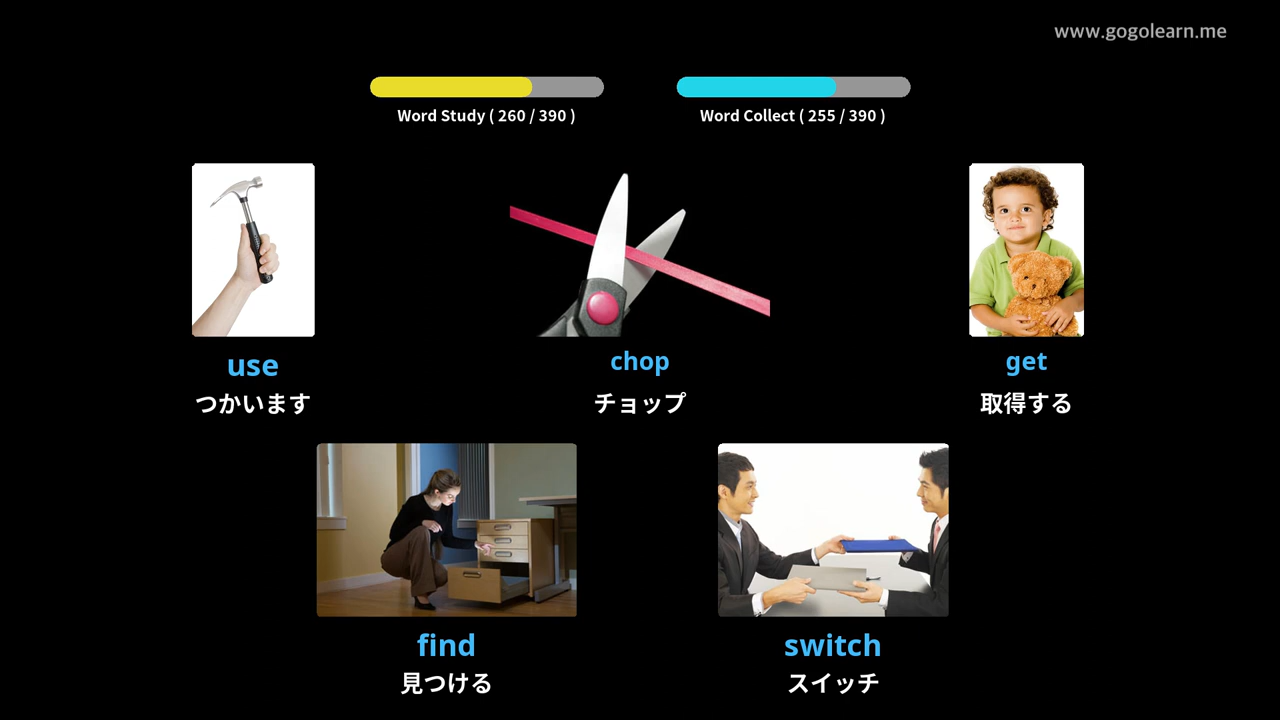 www.gogolearn.me
Word Study ( 260 / 390 )
Word Collect ( 255 / 390 )
use
chop
get
つかいます
チョップ
取得する
find
switch
見つける
スイッチ